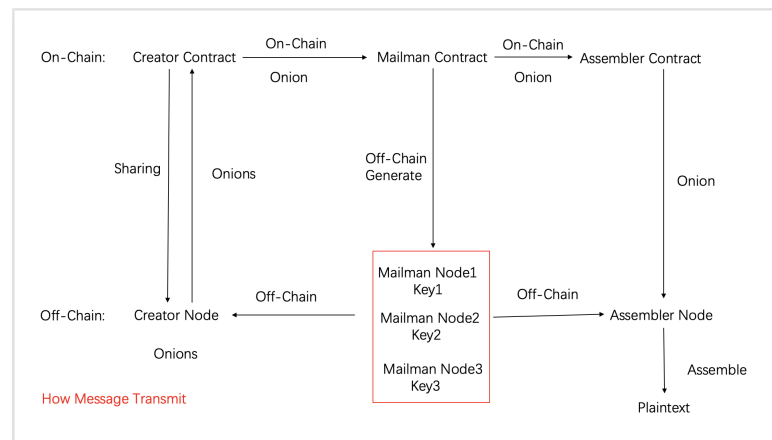 On-Chain
On-Chain
On-Chain: Creator Contract Mailman Contract Assembler Contract
Onion
Onion
Sharing
Onions
Off-Chain
Generate
Onion
Mailman Node1
Key1
Off-Chain
Off-Chain
Off-Chain: Creator Node
Mailman Node2
Key2
Assembler Node
Onions
Mailman Node3
Key3
Assemble
How Message Transmit
Plaintext